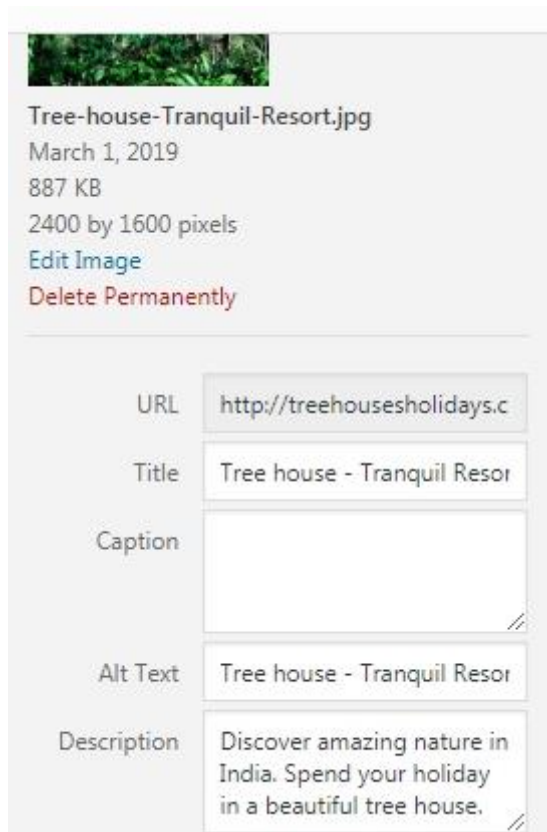 Tree-house-Tranquil-Resort.jpg
March 1, 2019
887 KB
2400 by 1600 pixels
Edit Image
Delete Permanently
URL http://treehousesholidays.c
Title Tree house - Tranquil Resor
Caption
Alt Text Tree house - Tranquil Resor
Description Discover amazing nature in
India. Spend your holiday
in a beautiful tree house.